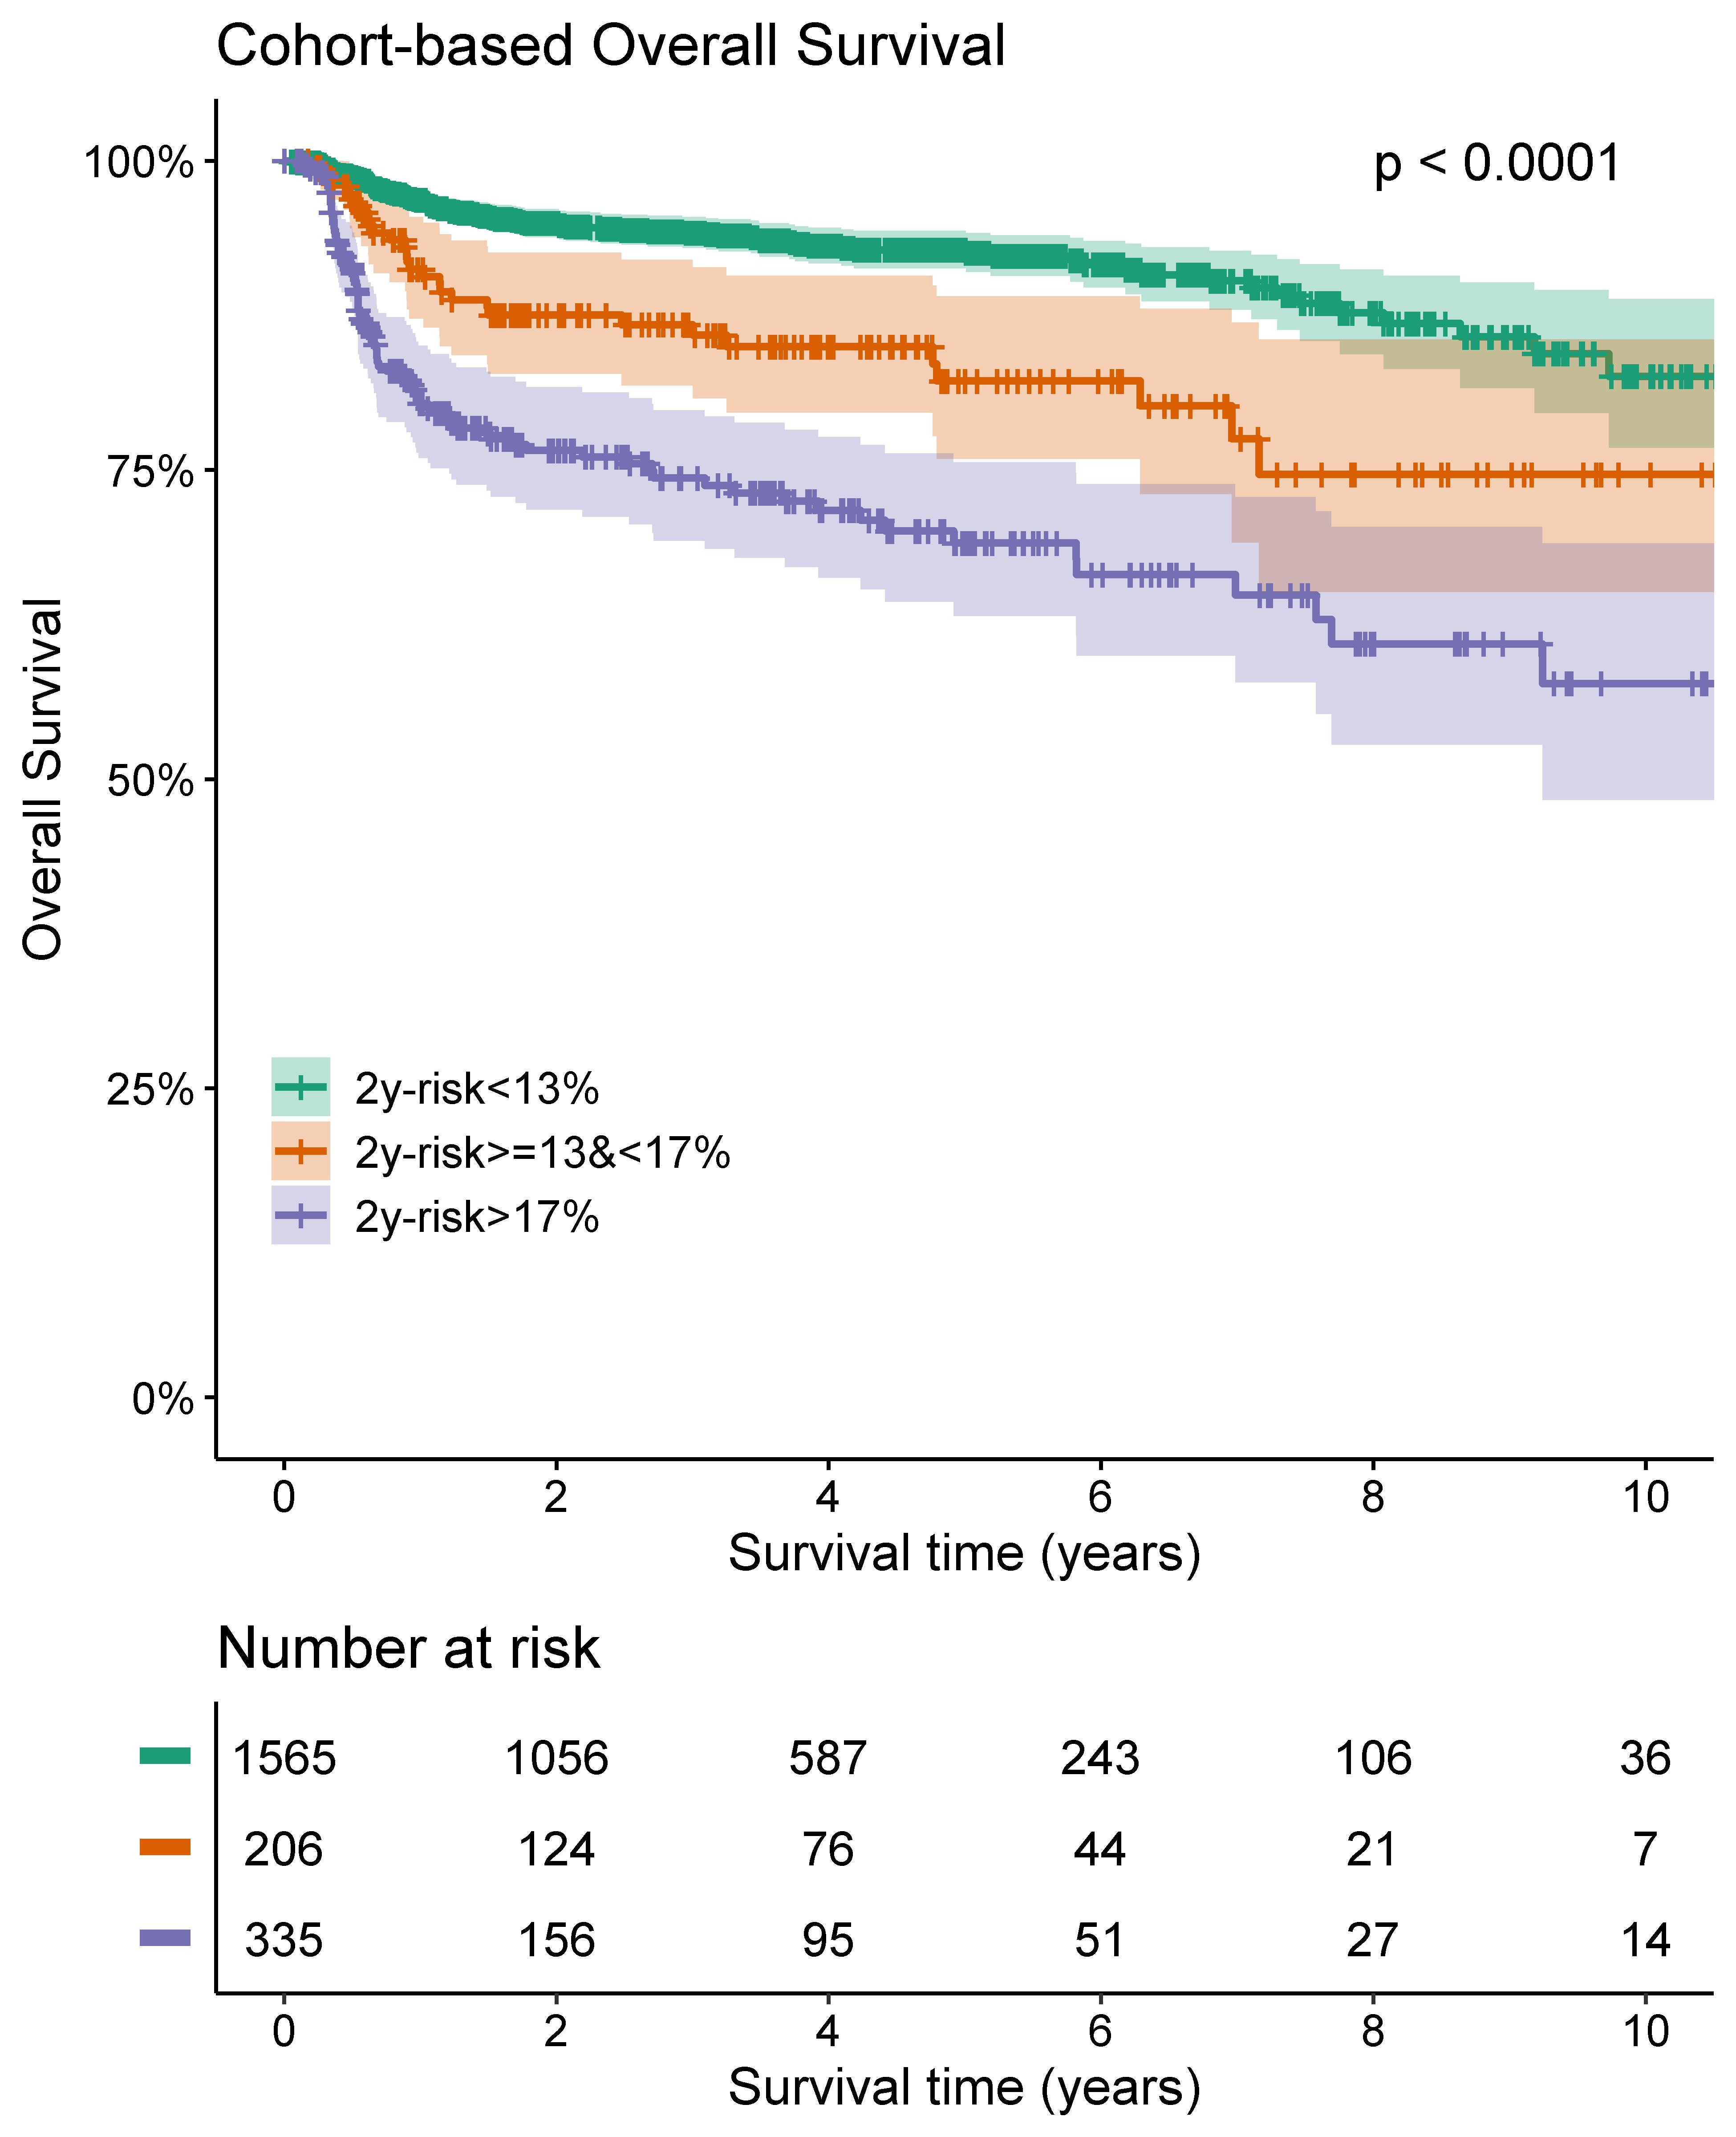 Cohort-based Overall Survival
p < 0.0001
100%
75%
50%
25%
0%
Overall Survival
2y-risk<13%
2y-risk>=13&<17%
2y-risk>17%
0 2 4 6 8 10
Survival time (years)
Number at risk
1565 1056 587 243 106 36
206 124 76 44 21 7
335 156 95 51 27 14
0 2 4 6 8 10
Survival time (years)